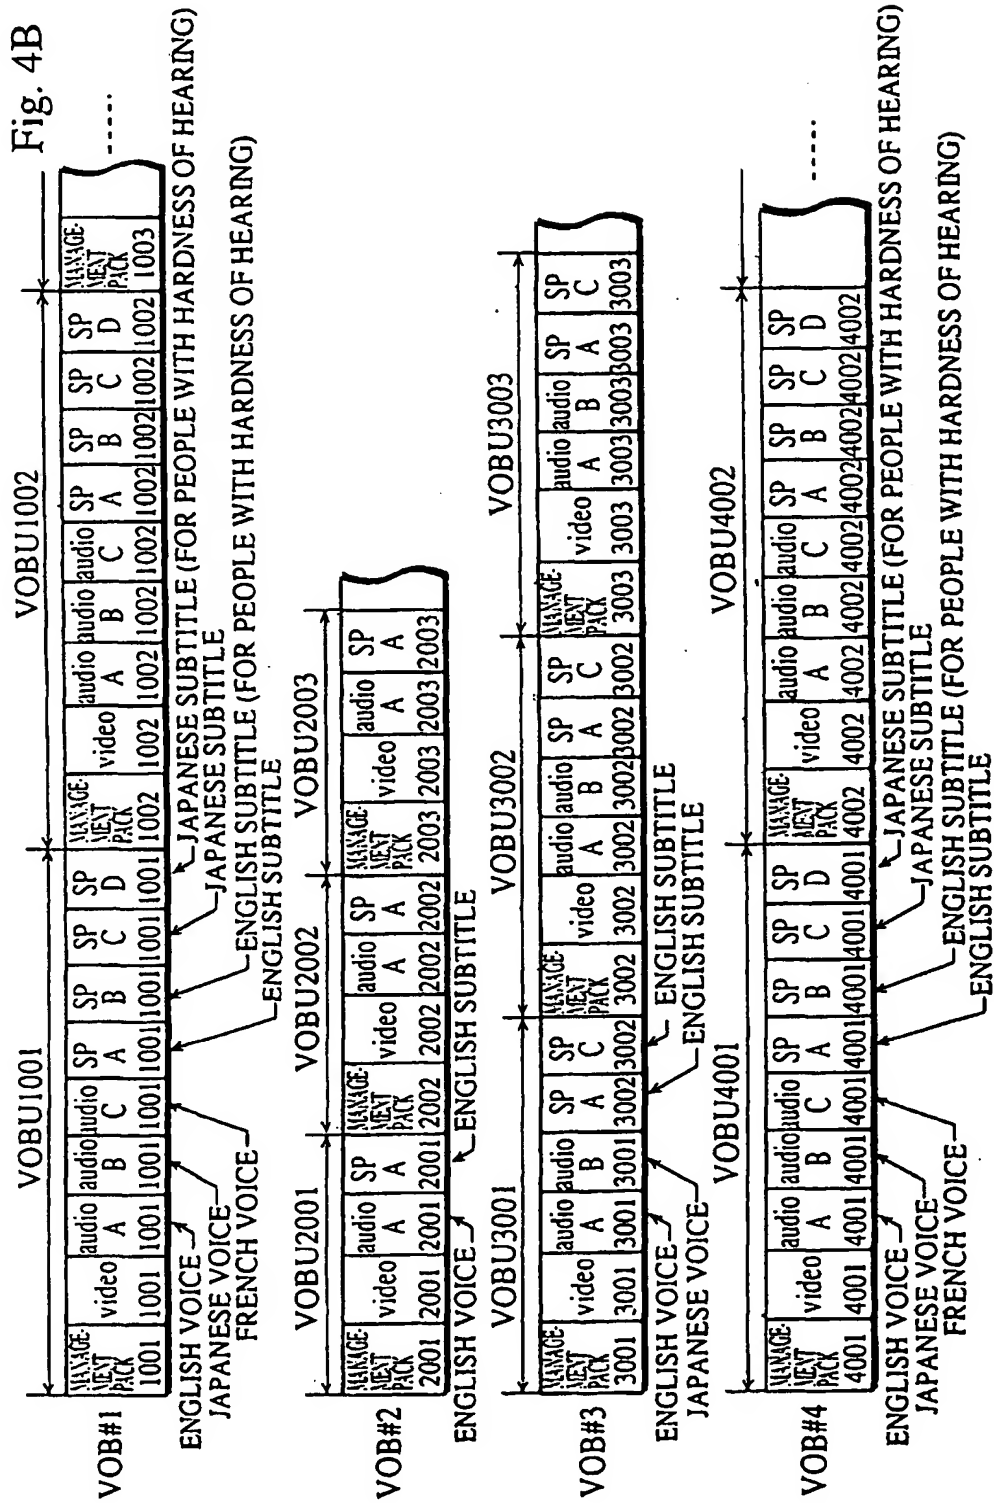 Fig. 4B
VOBU1001
VOBU1002
VOB#1
MANAGE-
MENT
PACK
1001
video
1001
audio
A
1001
audio
B
1001
audio
C
1001
SP
A
1001
SP
B
1001
SP
C
1001
SP
D
1001
MANAGE-
MENT
PACK
1002
video
1002
audio
A
1002
audio
B
1002
audio
C
1002
SP
A
1002
SP
B
1002
SP
C
1002
SP
D
1002
MANAGE-
MENT
PACK
1003
ENGLISH VOICE
JAPANESE VOICE
FRENCH VOICE
ENGLISH SUBTITLE
ENGLISH SUBTITLE (FOR PEOPLE WITH HARDNESS OF HEARING)
JAPANESE SUBTITLE
JAPANESE SUBTITLE (FOR PEOPLE WITH HARDNESS OF HEARING)
VOBU2001
VOBU2002
VOBU2003
VOB#2
MANAGE-
MENT
PACK
2001
video
2001
audio
A
2001
SP
A
2001
MANAGE-
MENT
PACK
2002
video
2002
audio
A
2002
SP
A
2002
MANAGE-
MENT
PACK
2003
video
2003
audio
A
2003
SP
A
2003
ENGLISH VOICE
ENGLISH SUBTITLE
VOBU3001
VOBU3002
VOBU3003
VOB#3
MANAGE-
MENT
PACK
3001
video
3001
audio
A
3001
audio
B
3001
SP
A
3002
SP
C
3002
MANAGE-
MENT
PACK
3002
video
3002
audio
A
3002
audio
B
3002
SP
A
3002
SP
C
3002
MANAGE-
MENT
PACK
3003
video
3003
audio
A
3003
audio
B
3003
SP
A
3003
SP
C
3003
ENGLISH VOICE
JAPANESE VOICE
ENGLISH SUBTITLE
ENGLISH SUBTITLE
VOBU4001
VOBU4002
VOB#4
MANAGE-
MENT
PACK
4001
video
4001
audio
A
4001
audio
B
4001
audio
C
4001
SP
A
4001
SP
B
4001
SP
C
4001
SP
D
4001
MANAGE-
MENT
PACK
4002
video
4002
audio
A
4002
audio
B
4002
audio
C
4002
SP
A
4002
SP
B
4002
SP
C
4002
SP
D
4002
ENGLISH VOICE
JAPANESE VOICE
FRENCH VOICE
ENGLISH SUBTITLE
ENGLISH SUBTITLE (FOR PEOPLE WITH HARDNESS OF HEARING)
JAPANESE SUBTITLE
JAPANESE SUBTITLE (FOR PEOPLE WITH HARDNESS OF HEARING)